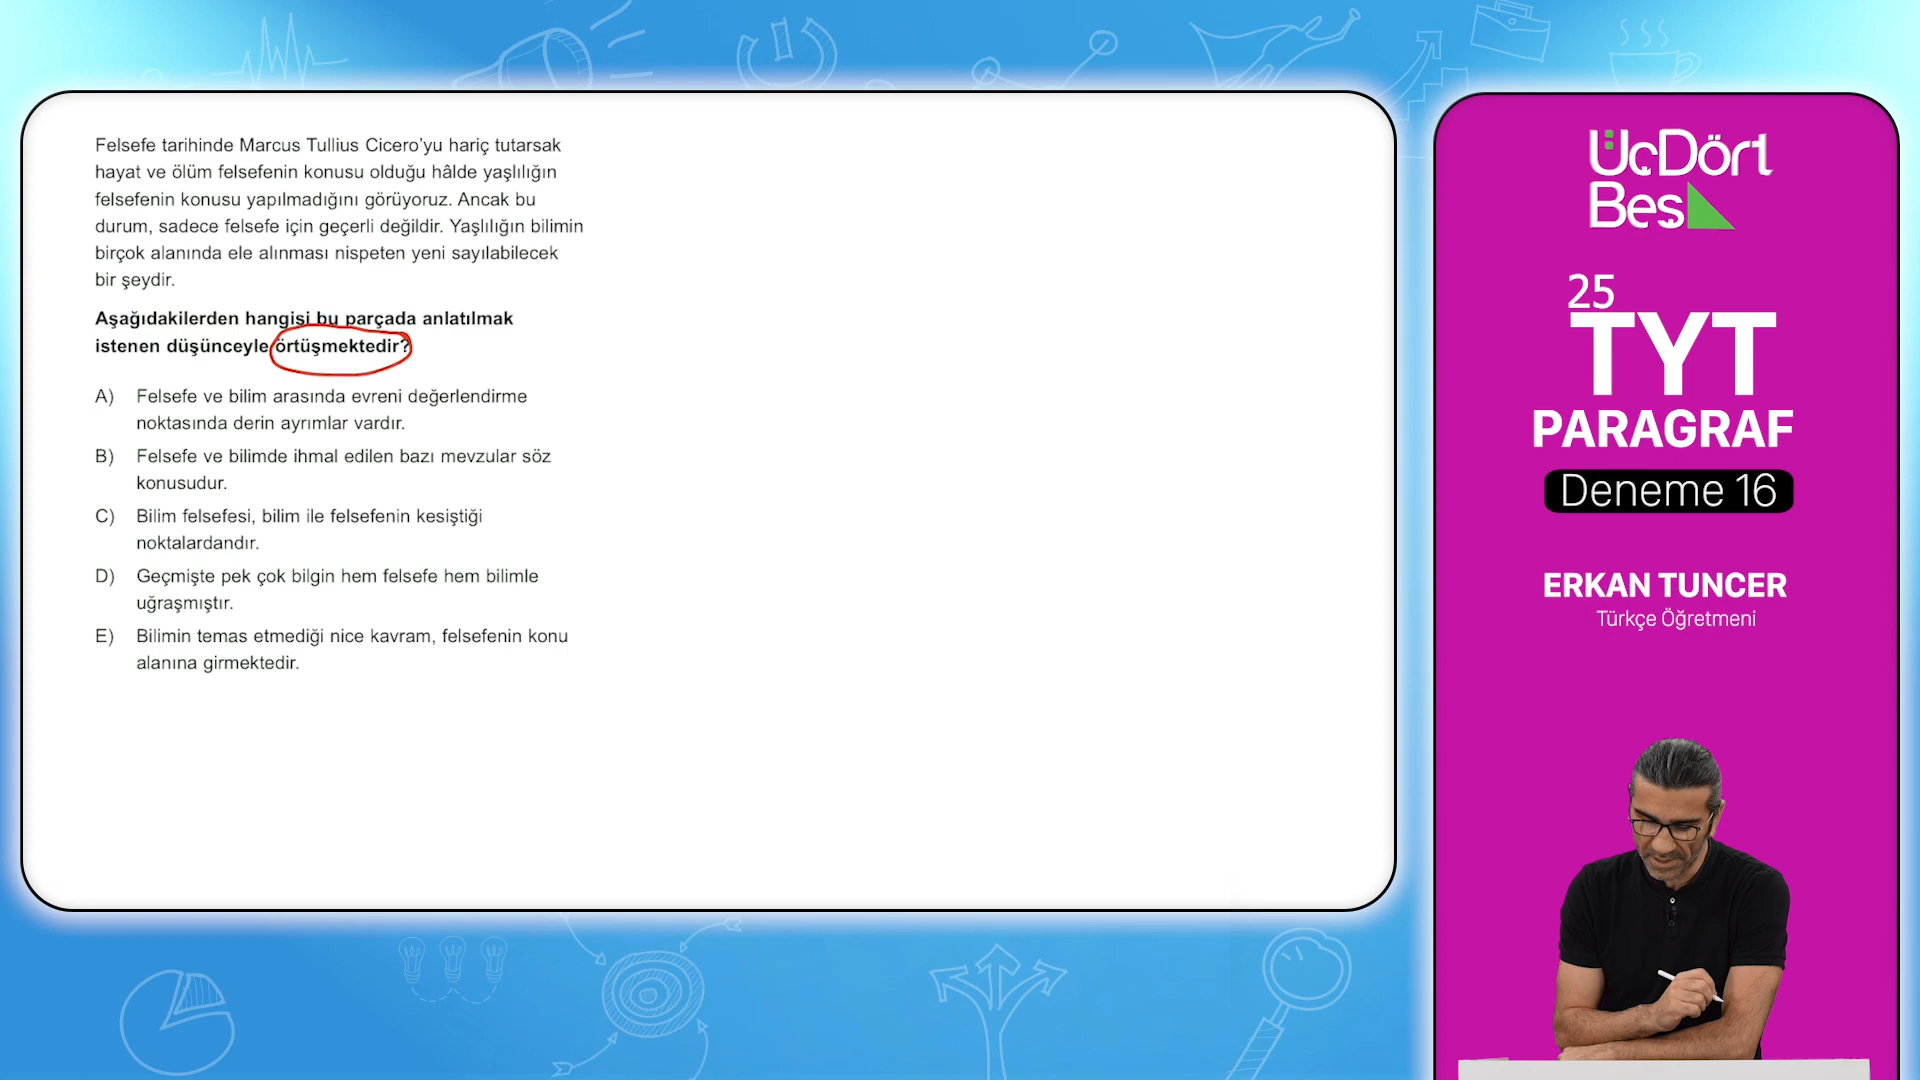 Felsefe tarihinde Marcus Tullius Cicero’yu hariç tutarsak
hayat ve ölüm felsefenin konusu olduğu hâlde yaşlılığın
felsefenin konusu yapılmadığını görüyoruz. Ancak bu
durum, sadece felsefe için geçerli değildir. Yaşlılığın bilimin
birçok alanında ele alınması nispeten yeni sayılabilecek
bir şeydir.
Aşağıdakilerden hangisi bu parçada anlatılmak
istenen düşünceyle örtüşmektedir?
A) Felsefe ve bilim arasında evreni değerlendirme
noktasında derin ayrımlar vardır.
B) Felsefe ve bilimde ihmal edilen bazı mevzular söz
konusudur.
C) Bilim felsefesi, bilim ile felsefenin kesiştiği
noktalardandır.
D) Geçmişte pek çok bilgin hem felsefe hem bilimle
uğraşmıştır.
E) Bilimin temas etmediği nice kavram, felsefenin konu
alanına girmektedir.
ÜçDört
Beş
25
TYT
PARAGRAF
Deneme 16
ERKAN TUNCER
Türkçe Öğretmeni